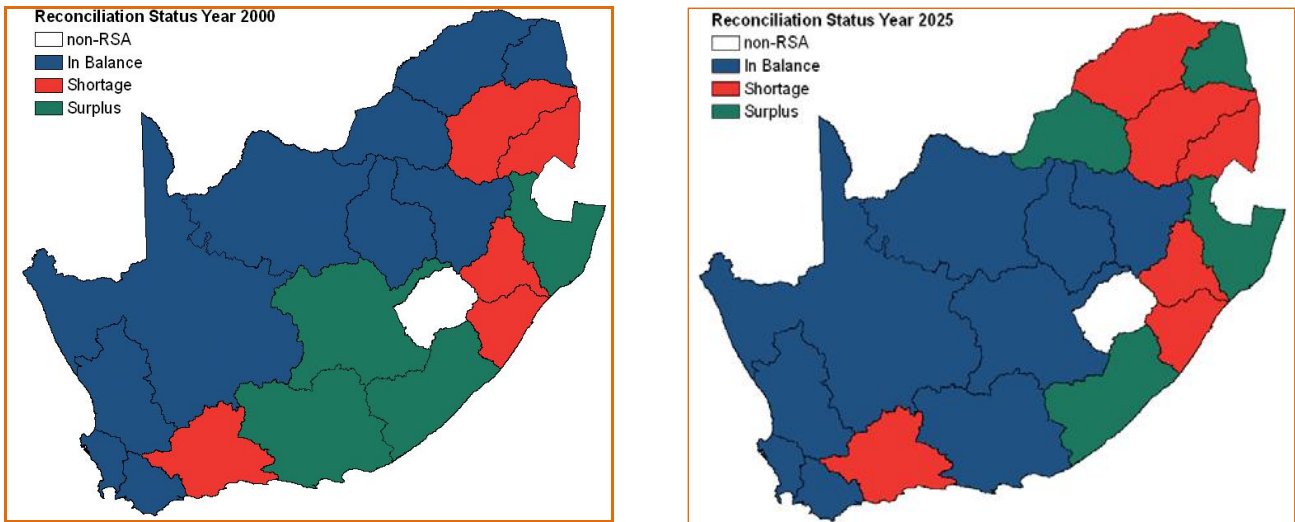 Reconciliation Status Year 2000
non-RSA
In Balance
Shortage
Surplus
Reconciliation Status Year 2025
non-RSA
In Balance
Shortage
Surplus